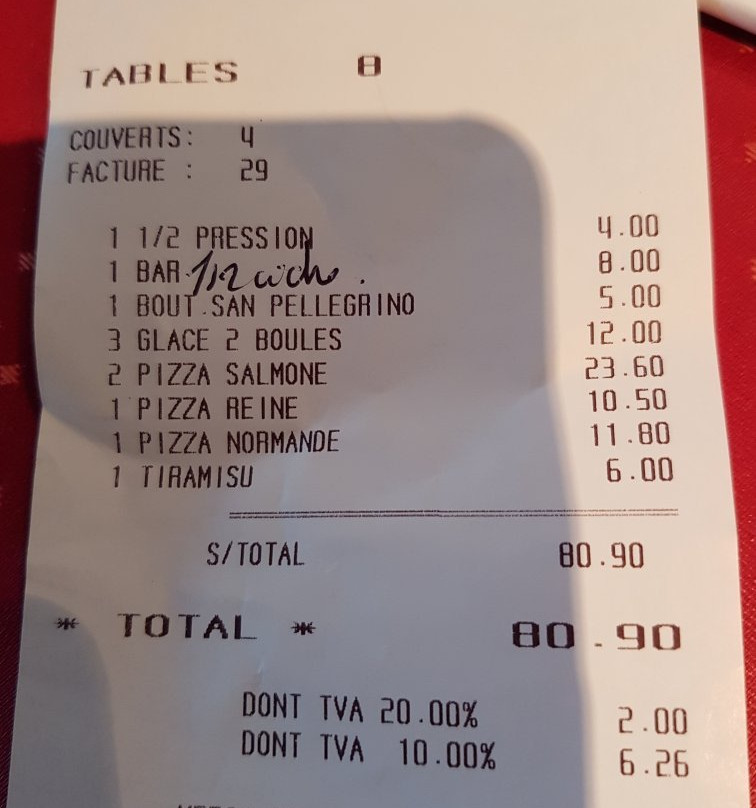 TABLES 8
COUVERTS: 4
FACTURE : 29
1 1/2 PRESSION 4.00
1 BAR 1/2 8.00
1 BOUT.SAN PELLEGRINO 5.00
3 GLACE 2 BOULES 12.00
2 PIZZA SALMONE 23.60
1 PIZZA REINE 10.50
1 PIZZA NORMANDE 11.80
1 TIRAMISU 6.00
S/TOTAL 80.90
* TOTAL * 80.90
DONT TVA 20.00% 2.00
DONT TVA 10.00% 6.26